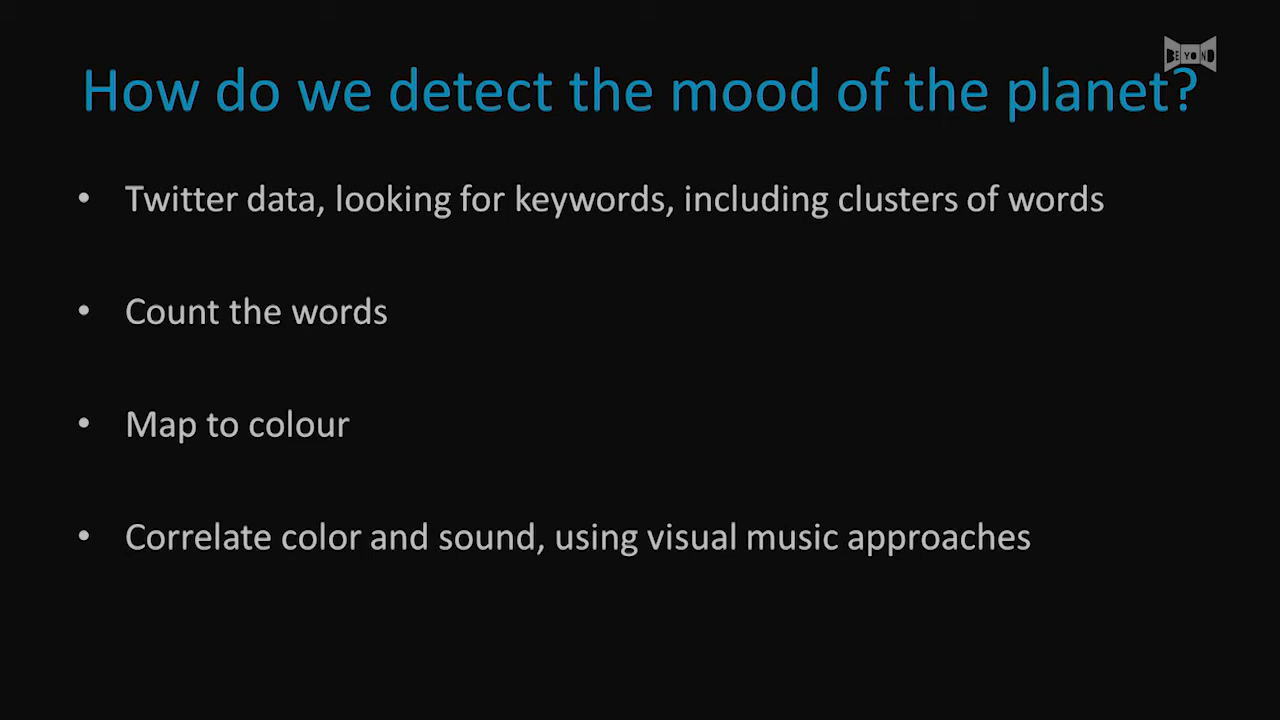 BEYOND
How do we detect the mood of the planet?
• Twitter data, looking for keywords, including clusters of words
• Count the words
• Map to colour
• Correlate color and sound, using visual music approaches